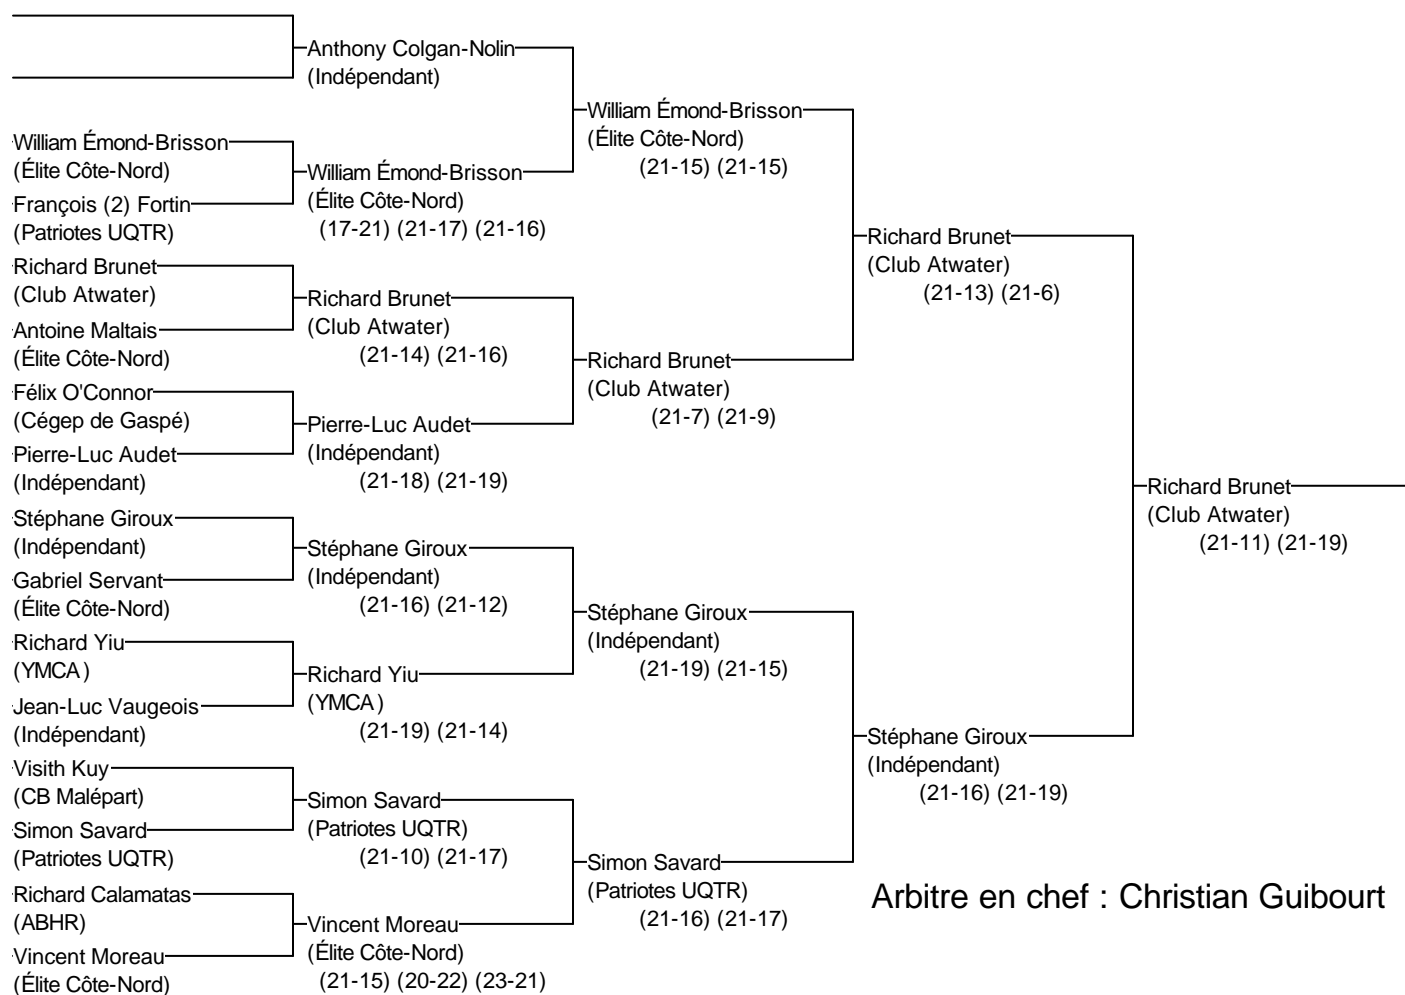 Anthony Colgan-Nolin
(Indépendant)
William Émond-Brisson
(Élite Côte-Nord)
(21-15) (21-15)
William Émond-Brisson
(Élite Côte-Nord)
William Émond-Brisson
(Élite Côte-Nord)
(17-21) (21-17) (21-16)
François (2) Fortin
(Patriotes UQTR)
Richard Brunet
(Club Atwater)
(21-13) (21-6)
Richard Brunet
(Club Atwater)
Richard Brunet
(Club Atwater)
(21-14) (21-16)
Antoine Maltais
(Élite Côte-Nord)
Richard Brunet
(Club Atwater)
(21-7) (21-9)
Félix O'Connor
(Cégep de Gaspé)
Pierre-Luc Audet
(Indépendant)
(21-18) (21-19)
Pierre-Luc Audet
(Indépendant)
Richard Brunet
(Club Atwater)
(21-11) (21-19)
Stéphane Giroux
(Indépendant)
Stéphane Giroux
(Indépendant)
(21-16) (21-12)
Gabriel Servant
(Élite Côte-Nord)
Stéphane Giroux
(Indépendant)
(21-19) (21-15)
Richard Yiu
(YMCA)
Richard Yiu
(YMCA)
(21-19) (21-14)
Jean-Luc Vaugeois
(Indépendant)
Stéphane Giroux
(Indépendant)
(21-16) (21-19)
Visith Kuy
(CB Malépart)
Simon Savard
(Patriotes UQTR)
(21-10) (21-17)
Simon Savard
(Patriotes UQTR)
Simon Savard
(Patriotes UQTR)
(21-16) (21-17)
Richard Calamatas
(ABHR)
Vincent Moreau
(Élite Côte-Nord)
(21-15) (20-22) (23-21)
Vincent Moreau
(Élite Côte-Nord)
Arbitre en chef : Christian Guibourt